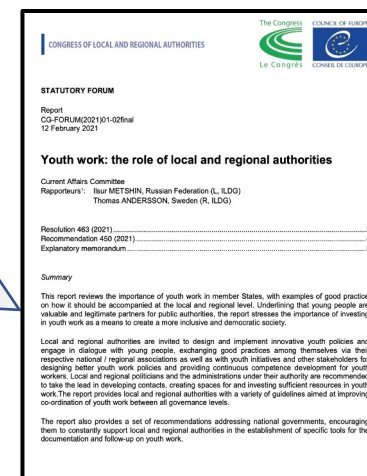 The Congress
COUNCIL OF EUROPE
CONGRESS OF LOCAL AND REGIONAL AUTHORITIES
Le Congrès
CONSEIL DE L'EUROPE
STATUTORY FORUM
Report
CG-FORUM(2021)01-02final
12 February 2021
Youth work: the role of local and regional authorities
Current Affairs Committee
Rapporteurs¹: Ilsur METSHIN, Russian Federation (L, ILDG)
Thomas ANDERSSON, Sweden (R, ILDG)
Resolution 463 (2021)
Recommendation 450 (2021)
Explanatory memorandum
Summary
This report reviews the importance of youth work in member States, with examples of good practice
on how it should be accompanied at the local and regional level. Underlining that young people are
valuable and legitimate partners for public authorities, the report stresses the importance of investing
in youth work as a means to create a more inclusive and democratic society.
Local and regional authorities are invited to design and implement innovative youth policies and
engage in dialogue with young people, exchanging good practices among themselves via their
respective national / regional associations as well as with youth initiatives and other stakeholders for
designing better youth work policies and providing continuous competence development for youth
workers. Local and regional politicians and the administrations under their authority are recommended
to take the lead in developing contacts, creating spaces for and investing sufficient resources in youth
work.The report provides local and regional authorities with a variety of guidelines aimed at improving
co-ordination of youth work between all governance levels.
The report also provides a set of recommendations addressing national governments, encouraging
them to constantly support local and regional authorities in the establishment of specific tools for the
documentation and follow-up on youth work.